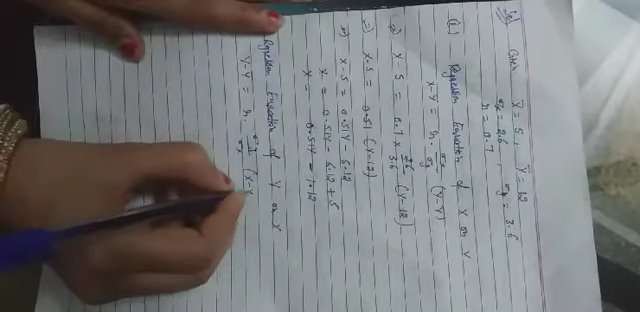 Given X̄ = 5, Ȳ = 12
σx = 2.6, σy = 3.6
r = 0.7
(i) Regression Equation of X on Y
X-X̄ = r. σx/σy (Y-Ȳ)
⇒ X-5 = 0.7 × 2.6/3.6 (Y-12)
⇒ X-5 = 0.51 (Y-12)
⇒ X-5 = 0.51Y - 6.12
X = 0.51Y - 6.12 + 5
X = 0.51Y - 1.12
Regression Equation of Y on X
Y-Ȳ = r. σy/σx (X-X